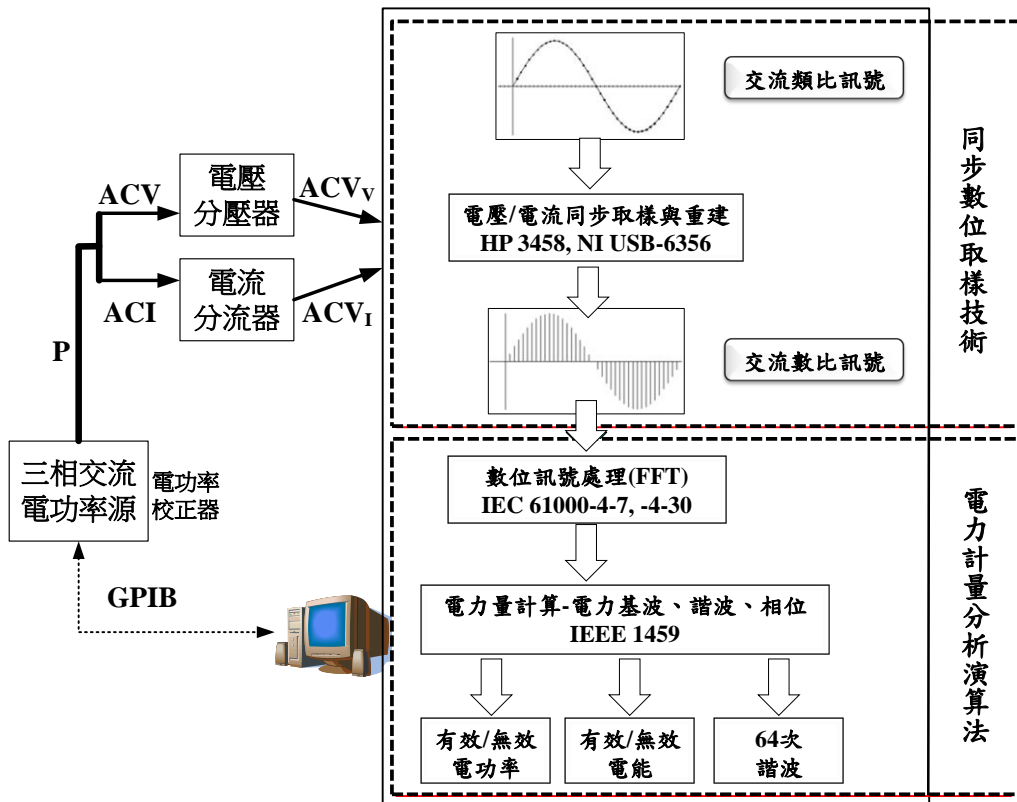 交流類比訊號
電壓/電流同步取樣與重建
HP 3458, NI USB-6356
交流數比訊號
同步數位取樣技術
ACV
電壓
分壓器
ACV_V
ACI
電流
分流器
ACV_I
P
三相交流
電功率源
電功率
校正器
GPIB
數位訊號處理(FFT)
IEC 61000-4-7, -4-30
電力量計算-電力基波、諧波、相位
IEEE 1459
有效/無效
電功率
有效/無效
電能
64次
諧波
電力計量分析演算法